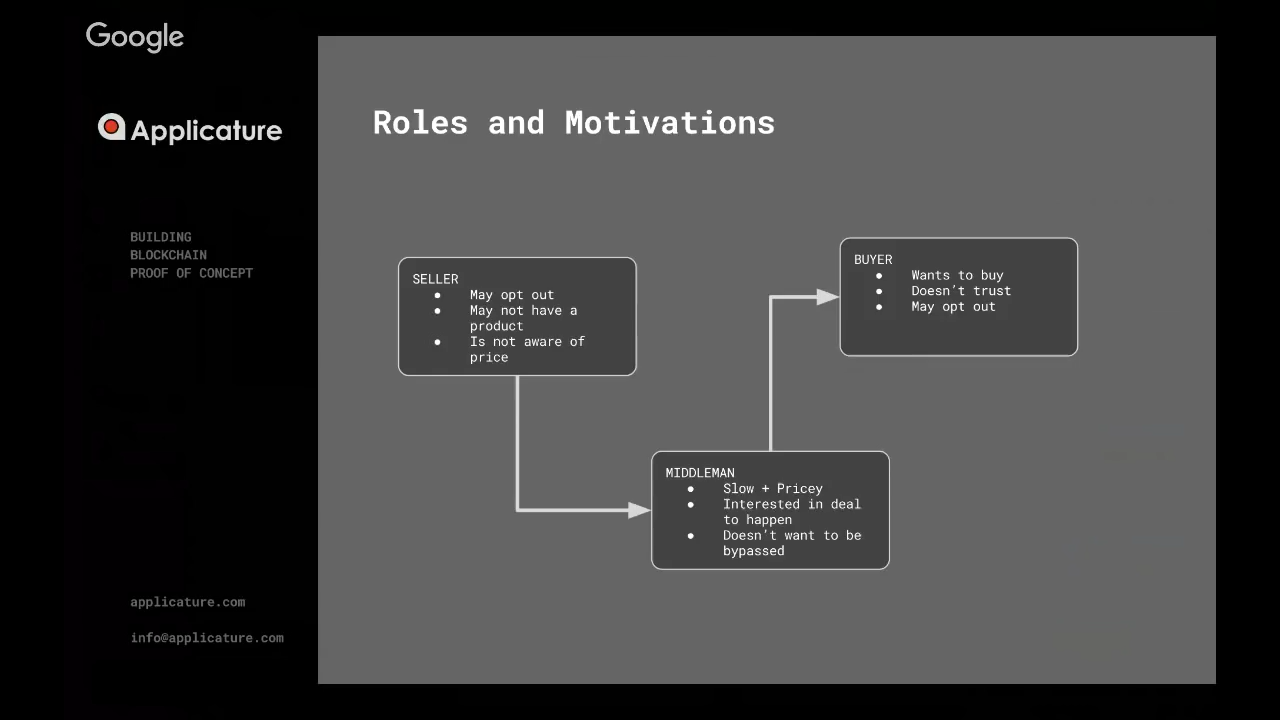 Google
Applicature
BUILDING
BLOCKCHAIN
PROOF OF CONCEPT
applicature.com
info@applicature.com
Roles and Motivations
SELLER
● May opt out
● May not have a
product
● Is not aware of
price
MIDDLEMAN
● Slow + Pricey
● Interested in deal
to happen
● Doesn't want to be
bypassed
BUYER
● Wants to buy
● Doesn't trust
● May opt out